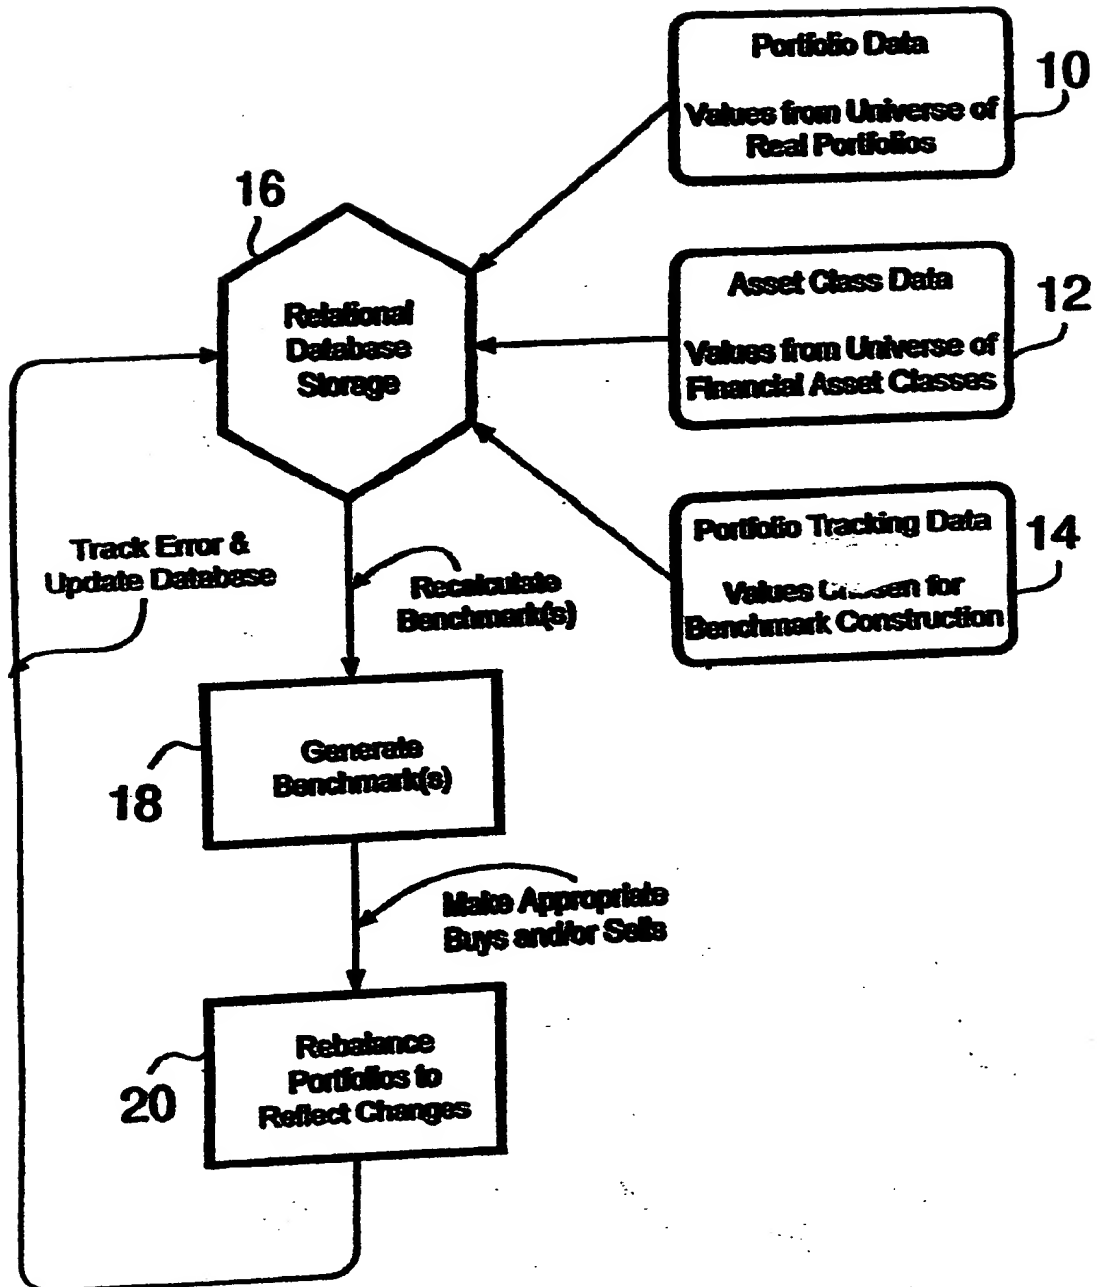 Portfolio Data
Values from Universe of
Real Portfolios
10
16
Asset Class Data
Values from Universe of
Financial Asset Classes
12
Relational
Database
Storage
Portfolio Tracking Data
Values Chosen for
Benchmark Construction
14
Track Error &
Update Database
Recalculate
Benchmark(s)
Generate
Benchmark(s)
18
Make Appropriate
Buys and/or Sells
Rebalance
Portfolios to
Reflect Changes
20